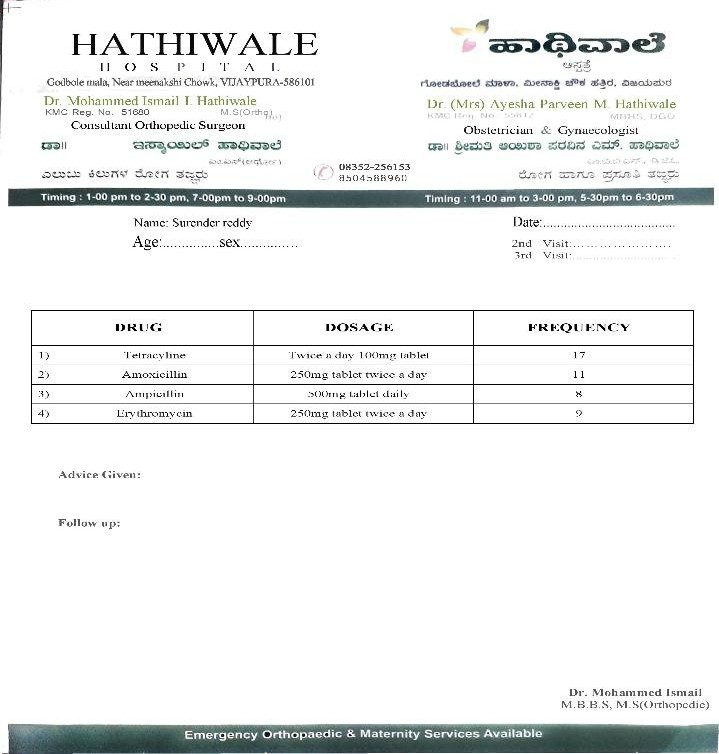 HATHIWALE
HOSPITAL
Godbole mala, Near meenakshi Chowk, VIJAYPURA-586101
Dr. Mohammed Ismail I. Hathiwale
KMC Reg. No. 51680 M.S(Ortho)
Consultant Orthopedic Surgeon
ಡಾ॥ ಇಸ್ಮಾಯಿಲ್ ಹಾಥಿವಾಲೆ
ಎಂ.ಎಸ್(ಆರ್ಥೋ)
ಎಲುಬು ಕಿಲುಗಳ ರೋಗ ತಜ್ಞರು
08352-256153
8504588960
ಹಾಥಿವಾಲೆ
ಆಸ್ಪತ್ರೆ
ಗೋಡಬೋಲೆ ಮಾಳಾ, ಮೀನಾಕ್ಷಿ ಚೌಕ ಹತ್ತಿರ, ವಿಜಯಪುರ
Dr. (Mrs) Ayesha Parveen M. Hathiwale
KMC Reg. No. MBBS, DGO
Obstetrician & Gynaecologist
ಡಾ॥ ಶ್ರೀಮತಿ ಆಯಿಶಾ ಪರವಿನ ಎಮ್. ಹಾಥಿವಾಲೆ
ರೋಗ ಹಾಗೂ ಪ್ರಸೂತಿ ತಜ್ಞರು
Timing : 1-00 pm to 2-30 pm, 7-00pm to 9-00pm
Timing : 11-00 am to 3-00 pm, 5-30pm to 6-30pm
Name: Surender reddy
Date:....................................
Age:...............sex...............
2nd Visit:.......................
3rd Visit:.......................
DRUG DOSAGE FREQUENCY
1) Tetracyline Twice a day 100mg tablet 17
2) Amoxicillin 250mg tablet twice a day 11
3) Ampicillin 500mg tablet daily 8
4) Erythromycin 250mg tablet twice a day 9
Advice Given:
Follow up:
Dr. Mohammed Ismail
M.B.B.S, M.S(Orthopedic)
Emergency Orthopaedic & Maternity Services Available